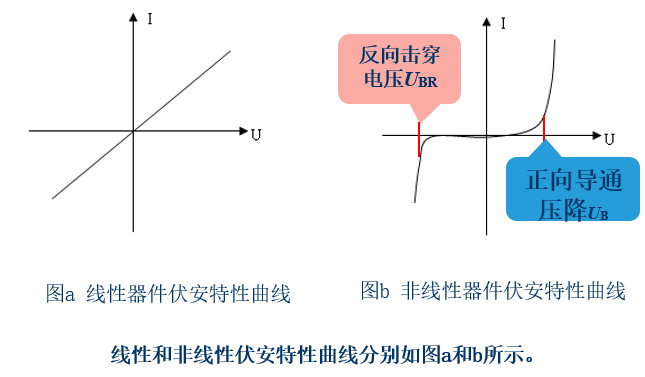 I
U
图a 线性器件伏安特性曲线
反向击穿
电压UBR
I
U
正向导通
压降UB
图b 非线性器件伏安特性曲线
线性和非线性伏安特性曲线分别如图a和b所示。